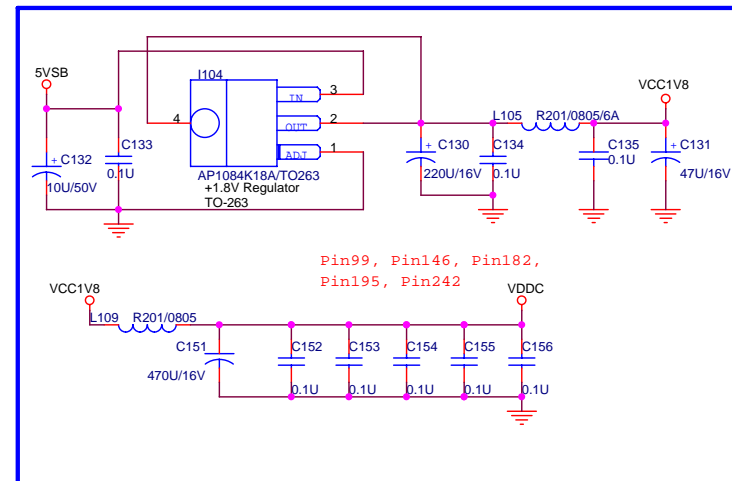 5VSB
I104
VCC1V8
IN 3
4
OUT 2
L105 R201/0805/6A
ADJ 1
C132
10U/50V
C133
0.1U
AP1084K18A/TO263
+1.8V Regulator
TO-263
C130
220U/16V
C134
0.1U
C135
0.1U
C131
47U/16V
Pin99, Pin146, Pin182,
Pin195, Pin242
VCC1V8
VDDC
L109 R201/0805
C151
470U/16V
C152
0.1U
C153
0.1U
C154
0.1U
C155
0.1U
C156
0.1U